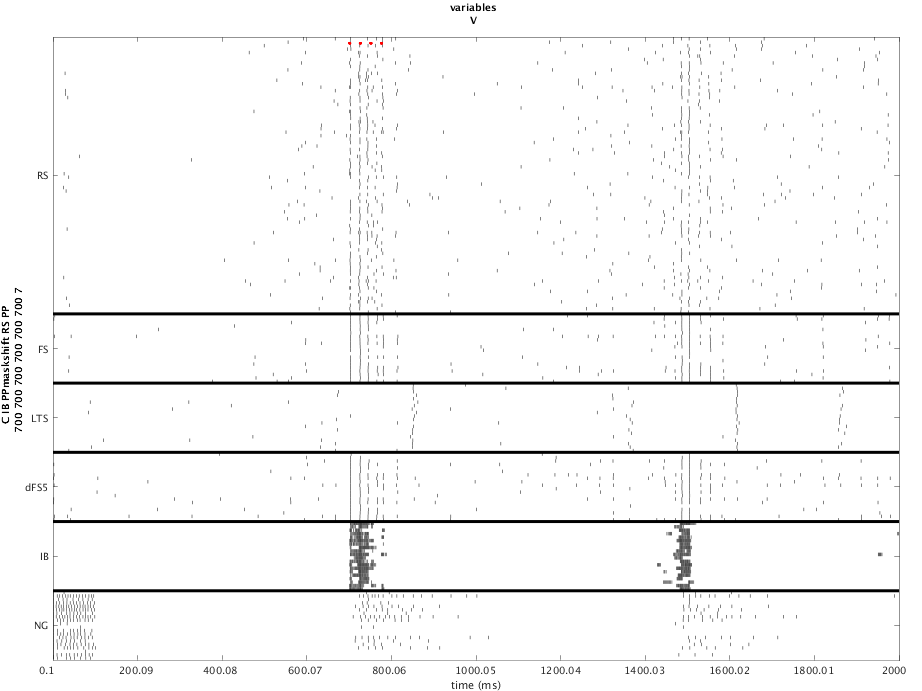 variables
V
RS
FS
LTS
dFS5
IB
NG
C IB PPmaskshift RS PP
700 700 700 700 700 700 700 7
0.1 200.09 400.08 600.07 800.06 1000.05 1200.04 1400.03 1600.02 1800.01 2000
time (ms)